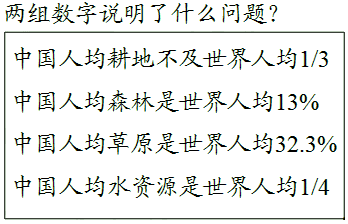 两组数字说明了什么问题？
中国人均耕地不及世界人均1/3
中国人均森林是世界人均13%
中国人均草原是世界人均32.3%
中国人均水资源是世界人均1/4